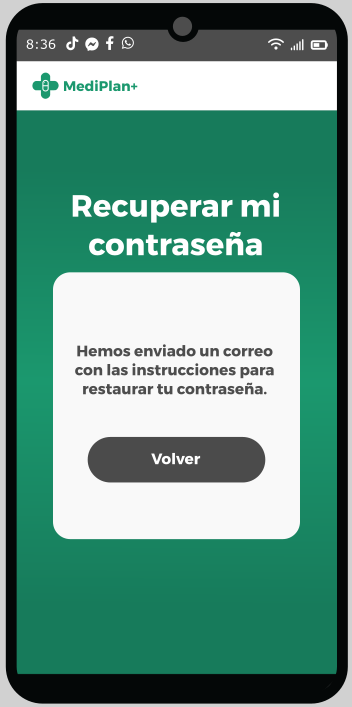 8:36
MediPlan+
Recuperar mi
contraseña
Hemos enviado un correo
con las instrucciones para
restaurar tu contraseña.
Volver